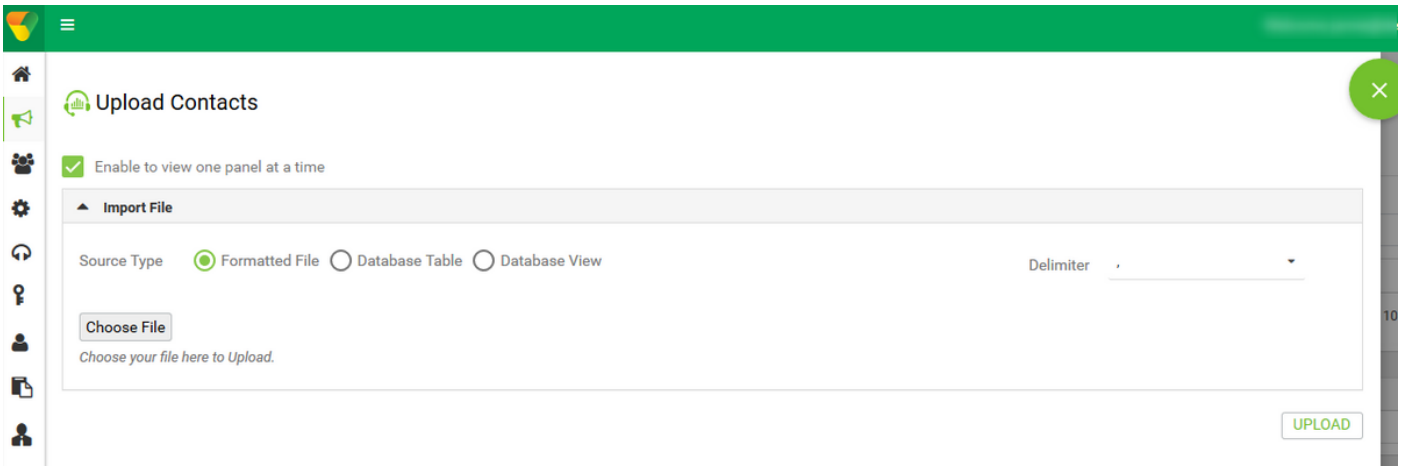 Upload Contacts
Enable to view one panel at a time
Import File
Source Type Formatted File Database Table Database View Delimiter ,
Choose File
Choose your file here to Upload.
10
UPLOAD